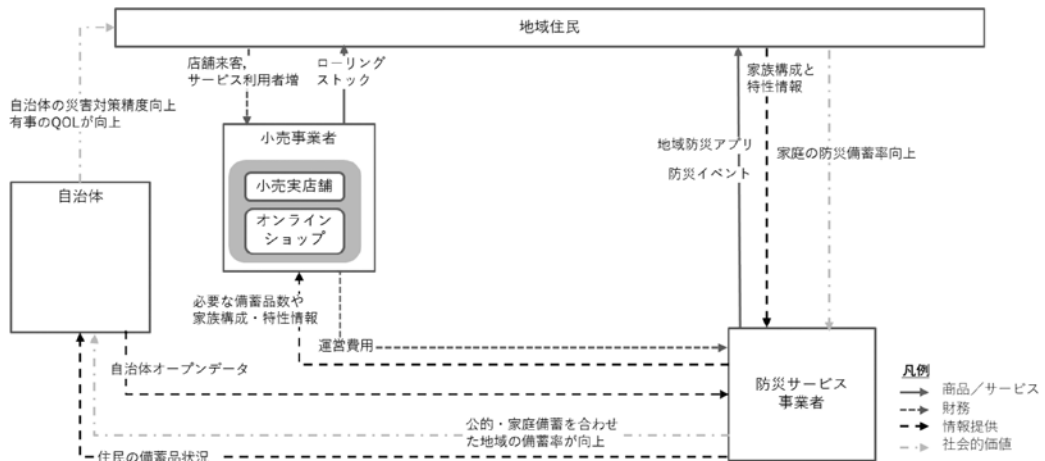 地域住民
店舗来客,
サービス利用者増
ローリング
ストック
家族構成と
特性情報
自治体の災害対策精度向上
有事のQOLが向上
小売事業者
小売実店舗
オンライン
ショップ
地域防災アプリ
防災イベント
家庭の防災備蓄率向上
自治体
必要な備蓄品数や
家族構成・特性情報
運営費用
自治体オープンデータ
防災サービス
事業者
公的・家庭備蓄を合わせ
た地域の備蓄率が向上
住民の備蓄品状況
凡例
商品／サービス
財務
情報提供
社会的価値